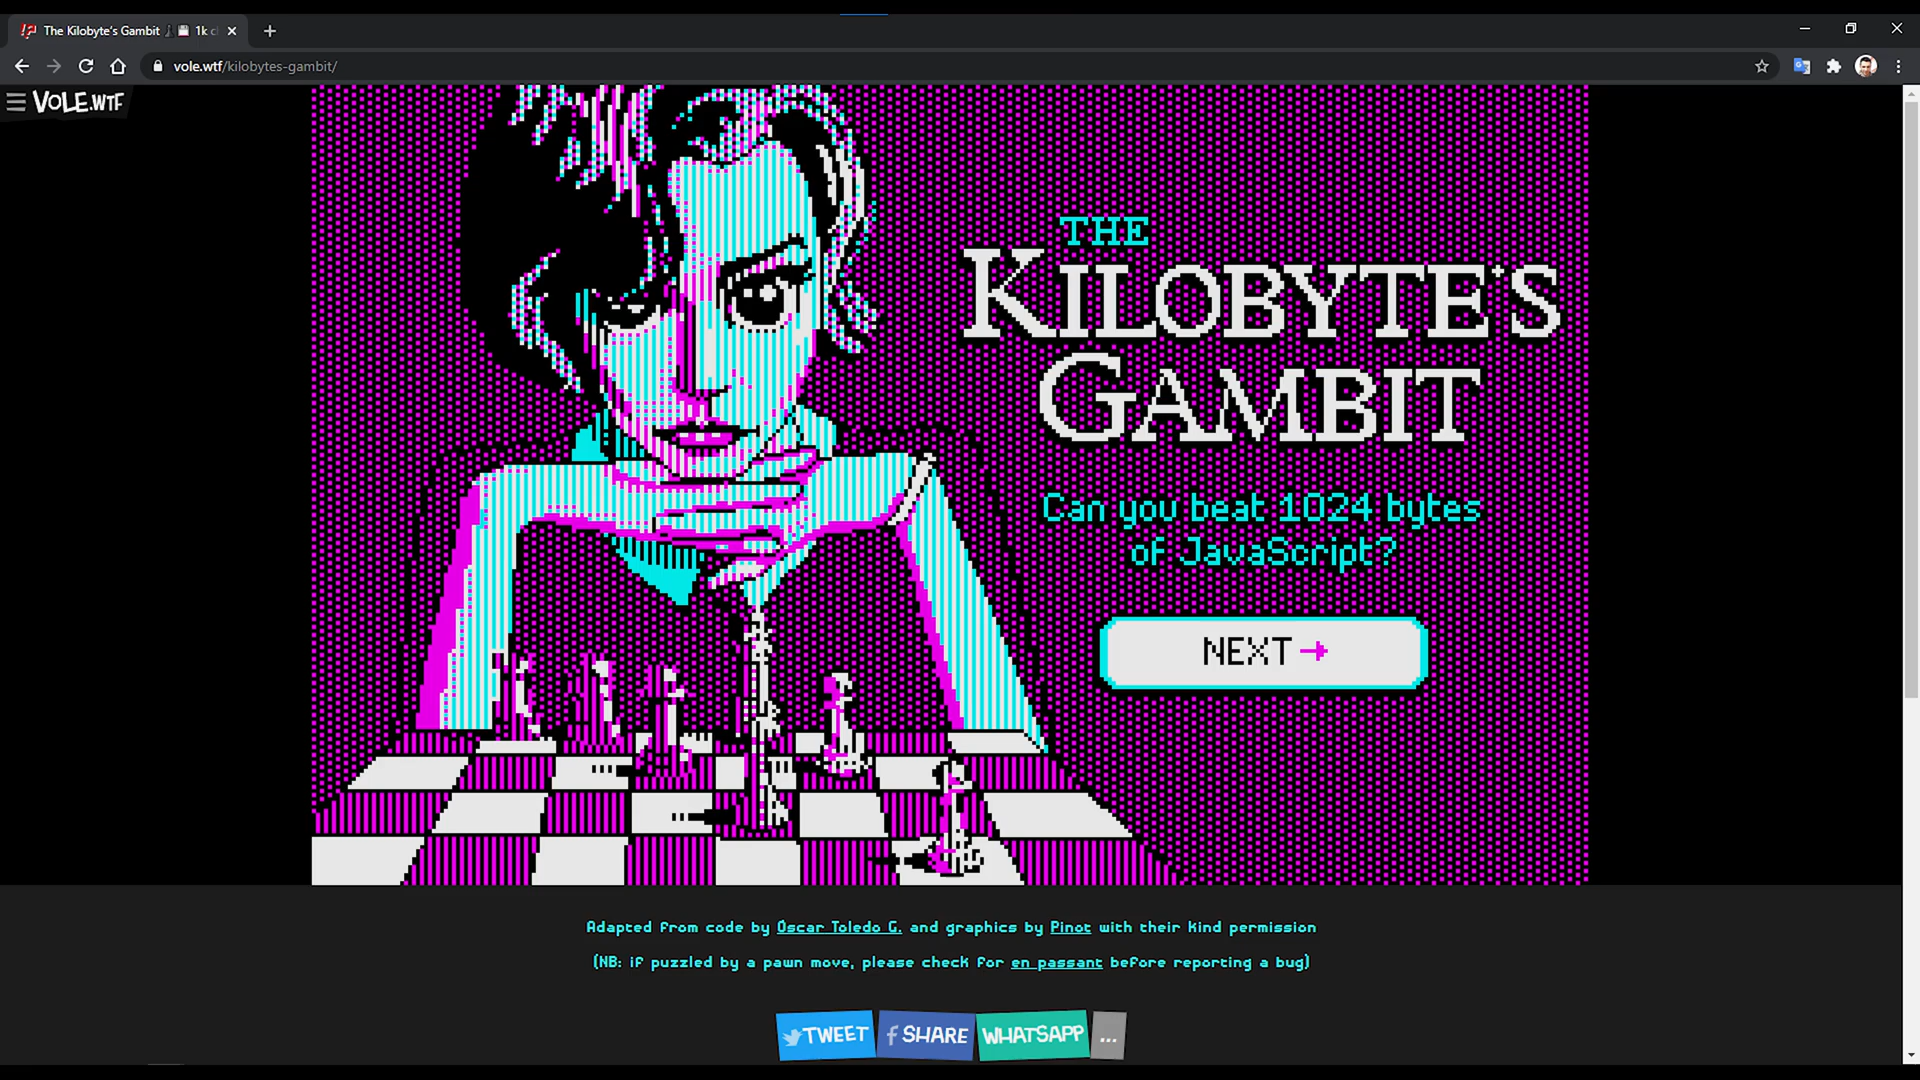 The Kilobyte's Gambit
1k c
vole.wtf/kilobytes-gambit/
VOLE.WTF
THE
KILOBYTE'S
GAMBIT
Can you beat 1024 bytes
of JavaScript?
NEXT →
Adapted from code by Óscar Toledo G. and graphics by Pinot with their kind permission
(NB: if puzzled by a pawn move, please check for en passant before reporting a bug)
TWEET
f SHARE
WHATSAPP
...